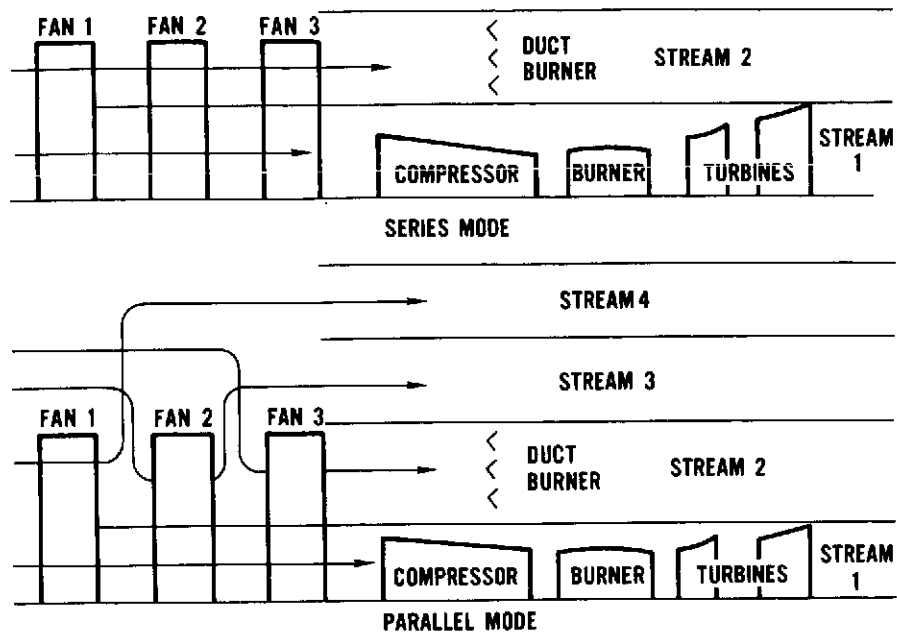 FAN 1 FAN 2 FAN 3
DUCT
BURNER
STREAM 2
COMPRESSOR
BURNER
TURBINES
STREAM
1
SERIES MODE
STREAM 4
STREAM 3
FAN 1 FAN 2 FAN 3
DUCT
BURNER
STREAM 2
COMPRESSOR
BURNER
TURBINES
STREAM
1
PARALLEL MODE